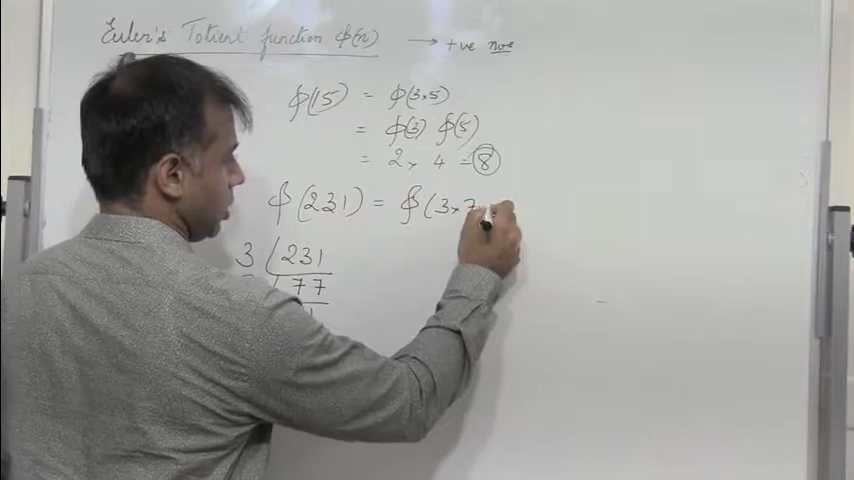 Euler's Totient function φ(n) → +ve nos
φ(15) = φ(3×5)
= φ(3) φ(5)
= 2 × 4 = 8
φ(231) = φ(3×7
3 231
77